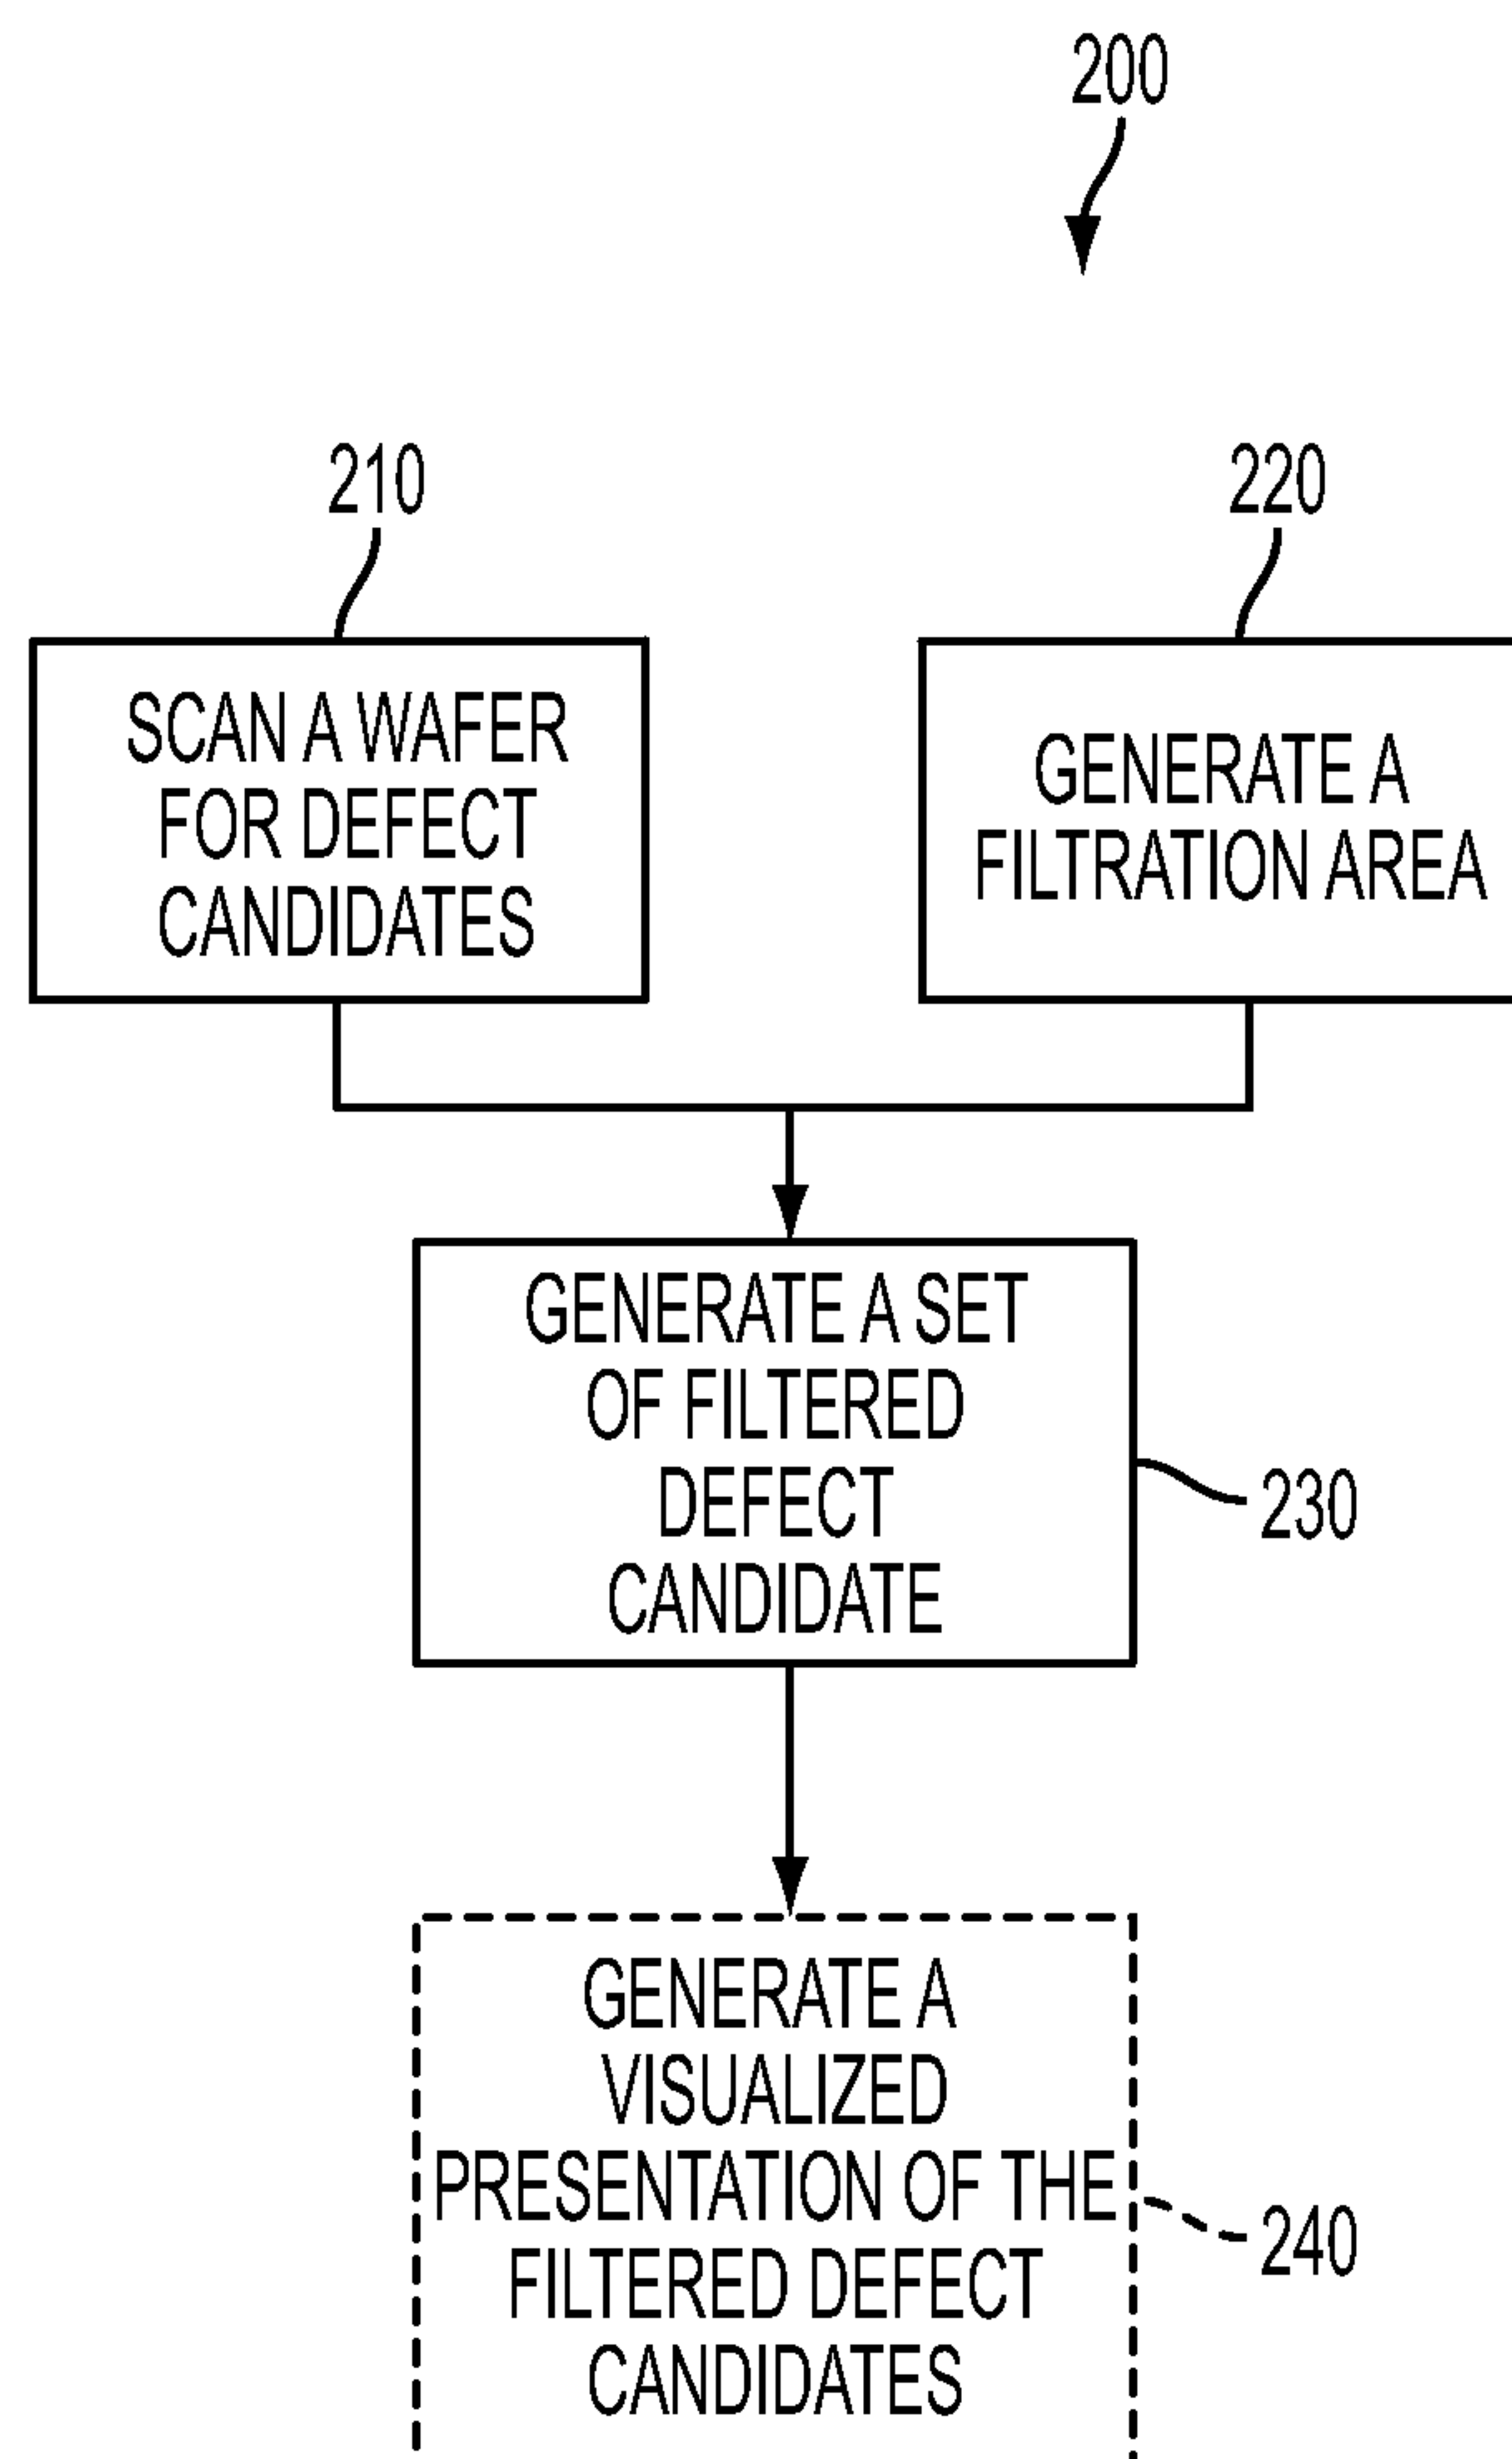 200
210
220
SCAN A WAFER
FOR DEFECT
CANDIDATES
GENERATE A
FILTRATION AREA
GENERATE A SET
OF FILTERED
DEFECT
CANDIDATE
230
GENERATE A
VISUALIZED
PRESENTATION OF THE
FILTERED DEFECT
CANDIDATES
240